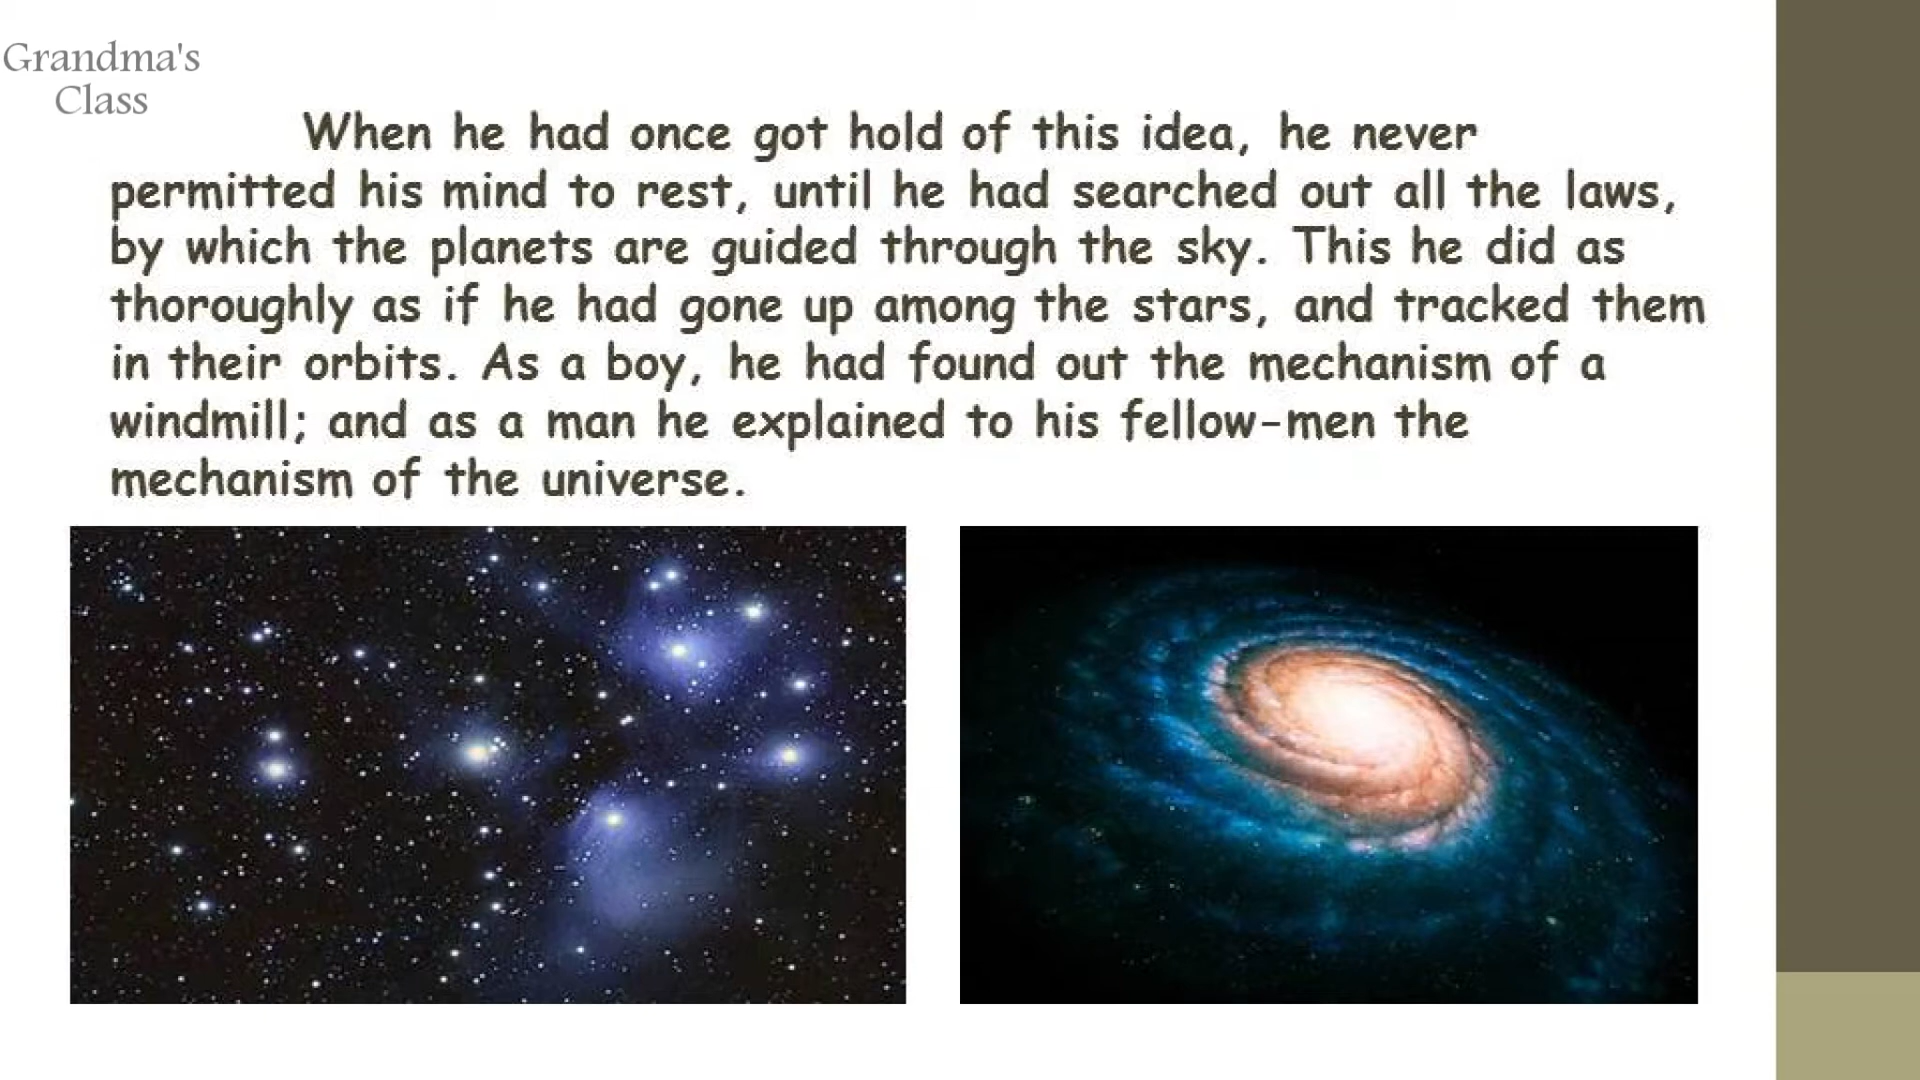 Grandma's
Class
When he had once got hold of this idea, he never
permitted his mind to rest, until he had searched out all the laws,
by which the planets are guided through the sky. This he did as
thoroughly as if he had gone up among the stars, and tracked them
in their orbits. As a boy, he had found out the mechanism of a
windmill; and as a man he explained to his fellow-men the
mechanism of the universe.